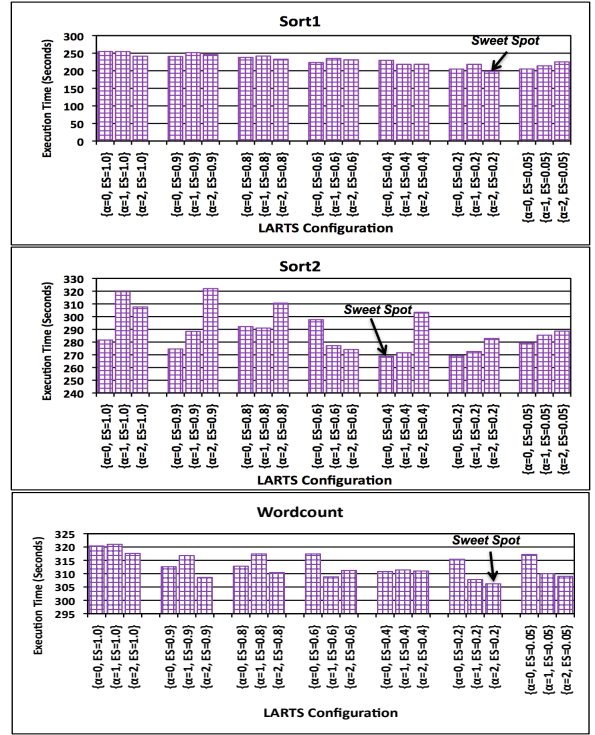 Sort1
Execution Time (Seconds)
300
250
200
150
100
50
0
Sweet Spot
{α=0, ES=1.0}
{α=1, ES=1.0}
{α=2, ES=1.0}
{α=0, ES=0.9}
{α=1, ES=0.9}
{α=2, ES=0.9}
{α=0, ES=0.8}
{α=1, ES=0.8}
{α=2, ES=0.8}
{α=0, ES=0.6}
{α=1, ES=0.6}
{α=2, ES=0.6}
{α=0, ES=0.4}
{α=1, ES=0.4}
{α=2, ES=0.4}
{α=0, ES=0.2}
{α=1, ES=0.2}
{α=2, ES=0.2}
{α=0, ES=0.05}
{α=1, ES=0.05}
{α=2, ES=0.05}
LARTS Configuration
Sort2
Execution Time (Seconds)
330
320
310
300
290
280
270
260
250
240
Sweet Spot
{α=0, ES=1.0}
{α=1, ES=1.0}
{α=2, ES=1.0}
{α=0, ES=0.9}
{α=1, ES=0.9}
{α=2, ES=0.9}
{α=0, ES=0.8}
{α=1, ES=0.8}
{α=2, ES=0.8}
{α=0, ES=0.6}
{α=1, ES=0.6}
{α=2, ES=0.6}
{α=0, ES=0.4}
{α=1, ES=0.4}
{α=2, ES=0.4}
{α=0, ES=0.2}
{α=1, ES=0.2}
{α=2, ES=0.2}
{α=0, ES=0.05}
{α=1, ES=0.05}
{α=2, ES=0.05}
LARTS Configuration
Wordcount
Execution Time (Seconds)
325
320
315
310
305
300
295
Sweet Spot
{α=0, ES=1.0}
{α=1, ES=1.0}
{α=2, ES=1.0}
{α=0, ES=0.9}
{α=1, ES=0.9}
{α=2, ES=0.9}
{α=0, ES=0.8}
{α=1, ES=0.8}
{α=2, ES=0.8}
{α=0, ES=0.6}
{α=1, ES=0.6}
{α=2, ES=0.6}
{α=0, ES=0.4}
{α=1, ES=0.4}
{α=2, ES=0.4}
{α=0, ES=0.2}
{α=1, ES=0.2}
{α=2, ES=0.2}
{α=0, ES=0.05}
{α=1, ES=0.05}
{α=2, ES=0.05}
LARTS Configuration